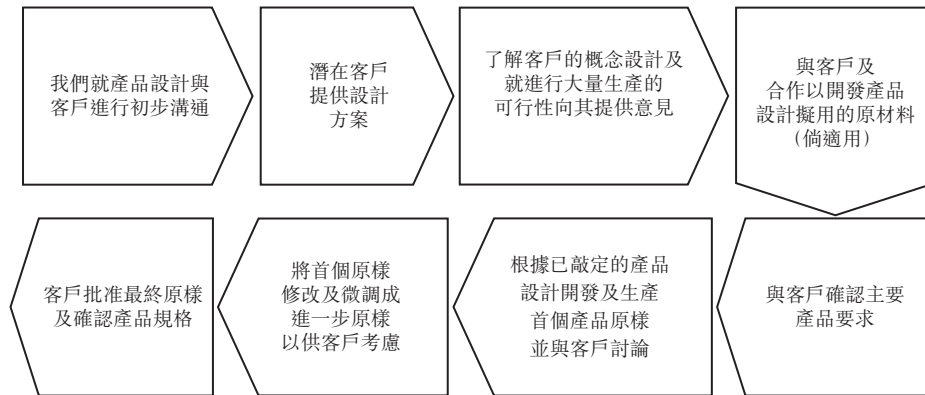 我們就產品設計與
客戶進行初步溝通
潛在客戶
提供設計
方案
了解客戶的概念設計及
就進行大量生產的
可行性向其提供意見
與客戶及
合作以開發產品
設計擬用的原材料
（倘適用）
與客戶確認主要
產品要求
根據已敲定的產品
設計開發及生產
首個產品原樣
並與客戶討論
將首個原樣
修改及微調成
進一步原樣
以供客戶考慮
客戶批准最終原樣
及確認產品規格